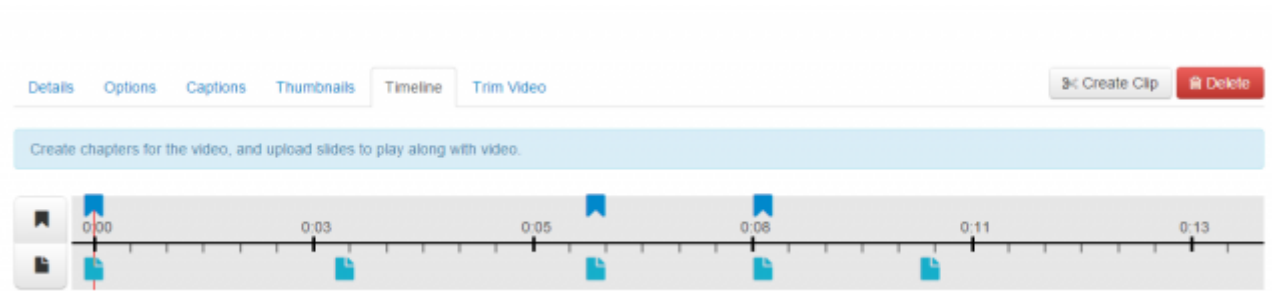 Details Options Captions Thumbnails Timeline Trim Video Create Clip Delete
Create chapters for the video, and upload slides to play along with video.
0:00 0:03 0:05 0:08 0:11 0:13